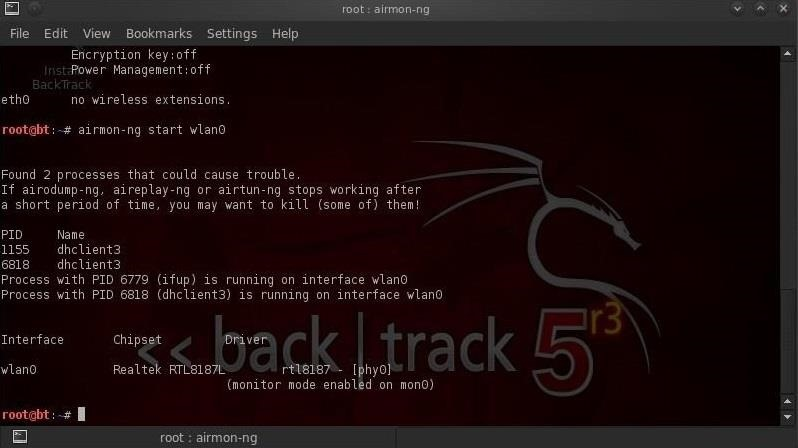 root : airmon-ng
File Edit View Bookmarks Settings Help
Encryption key:off
Power Management:off
Install
BackTrack
eth0 no wireless extensions.
root@bt:~# airmon-ng start wlan0
Found 2 processes that could cause trouble.
If airodump-ng, aireplay-ng or airtun-ng stops working after
a short period of time, you may want to kill (some of) them!
PID Name
1155 dhclient3
6818 dhclient3
Process with PID 6779 (ifup) is running on interface wlan0
Process with PID 6818 (dhclient3) is running on interface wlan0
Interface Chipset Driver
wlan0 Realtek RTL8187L rtl8187 - [phy0]
(monitor mode enabled on mon0)
<< back | track 5 r3
root@bt:~#
root : airmon-ng